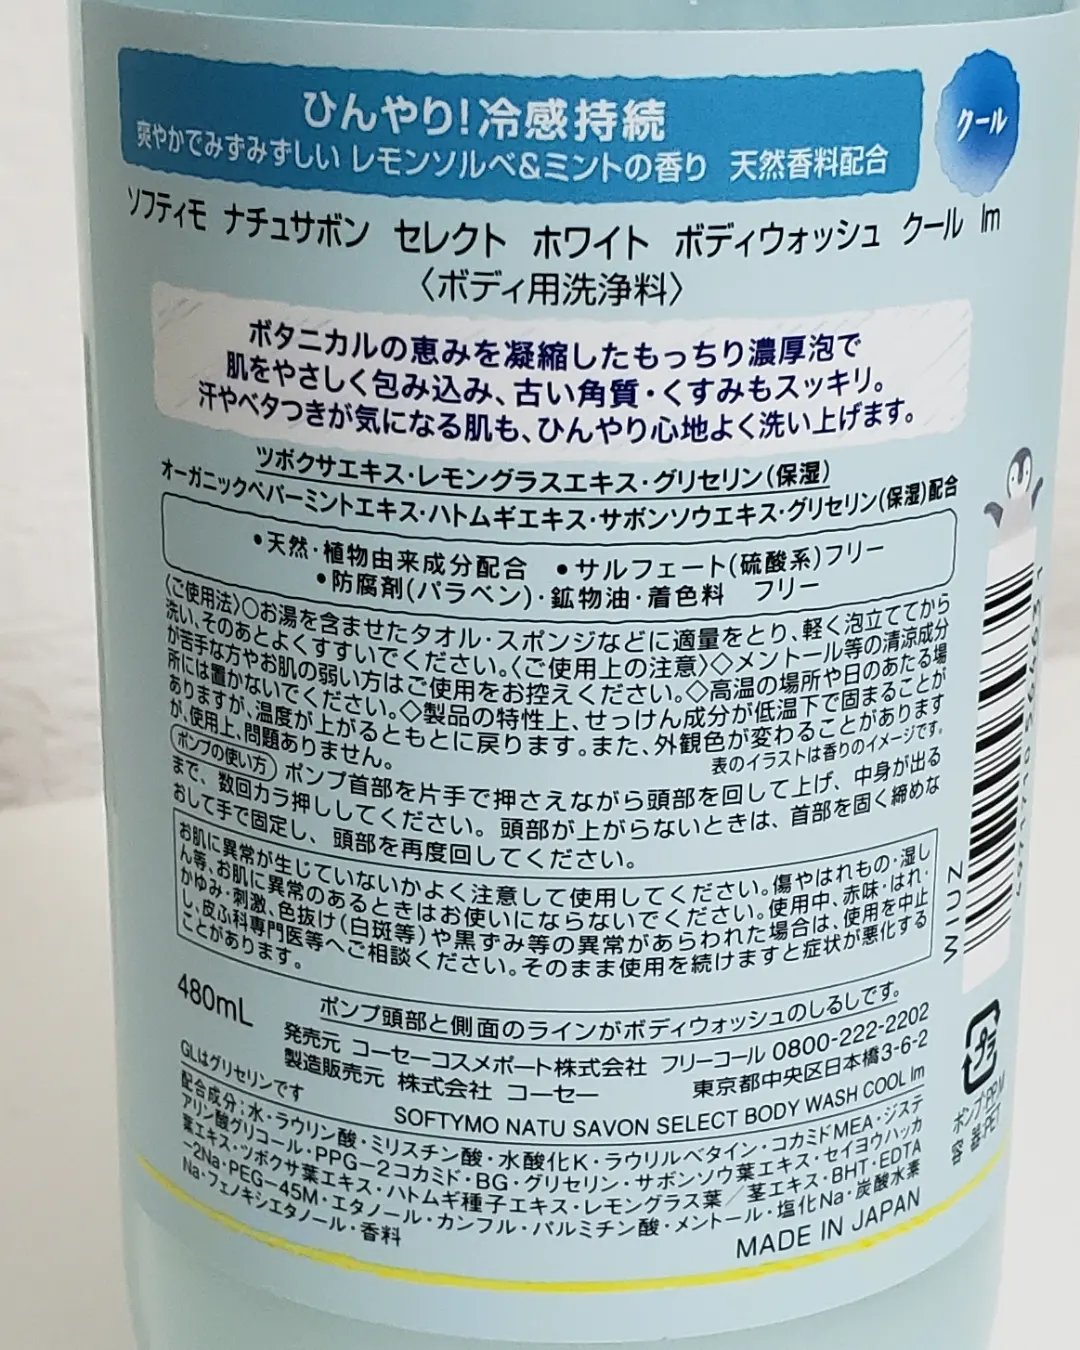 ひんやり!冷感持続
爽やかでみずみずしい レモンソルベ&ミントの香り 天然香料配合
クール
ソフティモ ナチュサボン セレクト ホワイト ボディウォッシュ クール lm
〈ボディ用洗浄料〉
ボタニカルの恵みを凝縮したもっちり濃厚泡で
肌をやさしく包み込み、古い角質・くすみもスッキリ。
汗やベタつきが気になる肌も、ひんやり心地よく洗い上げます。
ツボクサエキス・レモングラスエキス・グリセリン(保湿)
オーガニックペパーミントエキス・ハトムギエキス・サボンソウエキス・グリセリン(保湿)配合
•天然・植物由来成分配合 •サルフェート(硫酸系)フリー
•防腐剤(パラベン)・鉱物油・着色料 フリー
〈ご使用法〉○お湯を含ませたタオル・スポンジなどに適量をとり、軽く泡立ててから
洗い、そのあとよくすすいでください。〈ご使用上の注意〉◇メントール等の清涼成分
が苦手な方やお肌の弱い方はご使用をお控えください。◇高温の場所や日のあたる場
所には置かないでください。◇製品の特性上、せっけん成分が低温下で固まることが
ありますが、温度が上がるともとに戻ります。また、外観色が変わることがあります
が、使用上、問題ありません。
表のイラストは香りのイメージです。
ポンプの使い方 ポンプ首部を片手で押さえながら頭部を回して上げ、中身が出る
まで、数回カラ押ししてください。頭部が上がらないときは、首部を固く締めな
おして手で固定し、頭部を再度回してください。
お肌に異常が生じていないかよく注意して使用してください。傷やはれもの・湿し
ん等、お肌に異常のあるときはお使いにならないでください。使用中、赤味・はれ・
かゆみ・刺激、色抜け(白斑等)や黒ずみ等の異常があらわれた場合は、使用を中止
し、皮ふ科専門医等へご相談ください。そのまま使用を続けますと症状が悪化する
ことがあります。
480mL
ポンプ頭部と側面のラインがボディウォッシュのしるしです。
発売元 コーセーコスメポート株式会社 フリーコール 0800-222-2202
製造販売元 株式会社 コーセー 東京都中央区日本橋3-6-2
GLはグリセリンです
SOFTYMO NATU SAVON SELECT BODY WASH COOL lm
配合成分:水・ラウリン酸・ミリスチン酸・水酸化K・ラウリルベタイン・コカミドMEA・ジステ
アリン酸グリコール・PPG-2コカミド・BG・グリセリン・サボンソウ葉エキス・セイヨウハッカ
葉エキス・ツボクサ葉エキス・ハトムギ種子エキス・レモングラス葉/茎エキス・BHT・EDTA
-2Na・PEG-45M・エタノール・カンフル・パルミチン酸・メントール・塩化Na・炭酸水素
Na・フェノキシエタノール・香料
MADE IN JAPAN
WINZ
プラ
ポンプ:PP,M
容器:PET